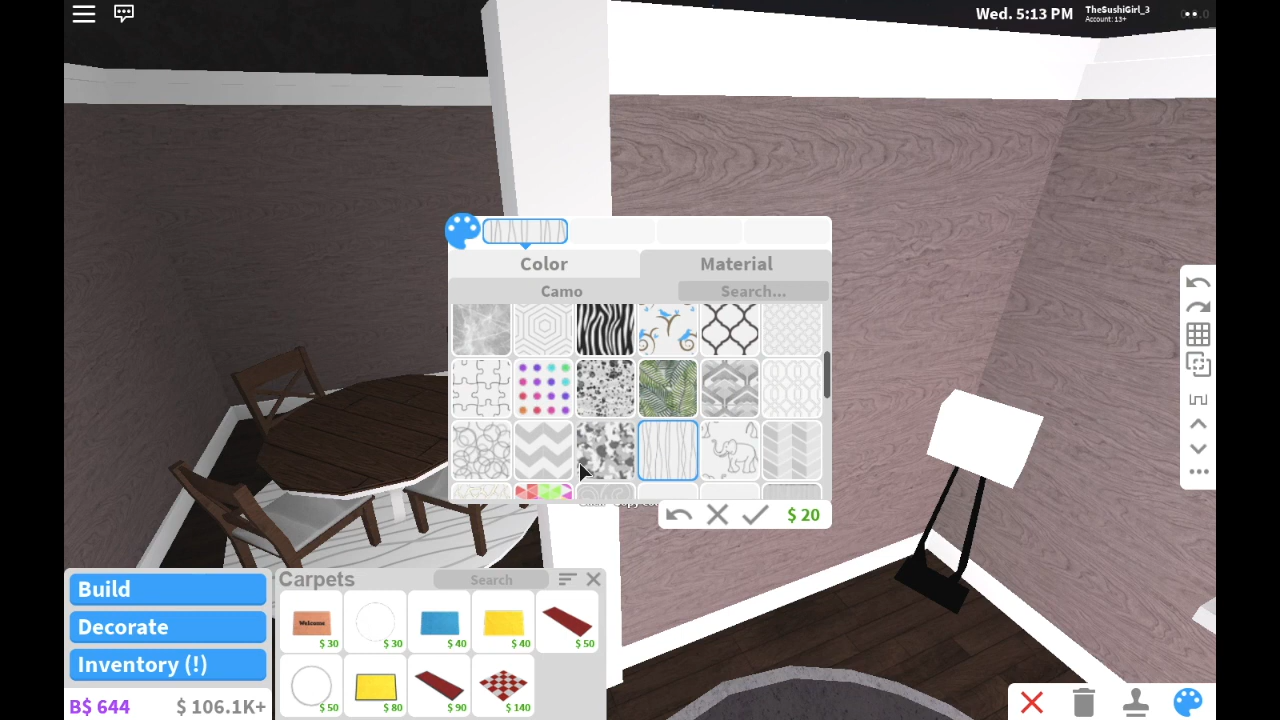 Wed. 5:13 PM
TheSushiGirl_3
Account: 13+
Color
Material
Camo
Search...
$ 20
Build
Decorate
Inventory (!)
B$ 644
$ 106.1K+
Carpets
Search
Welcome
$ 30
$ 30
$ 40
$ 40
$ 50
$ 50
$ 80
$ 90
$ 140